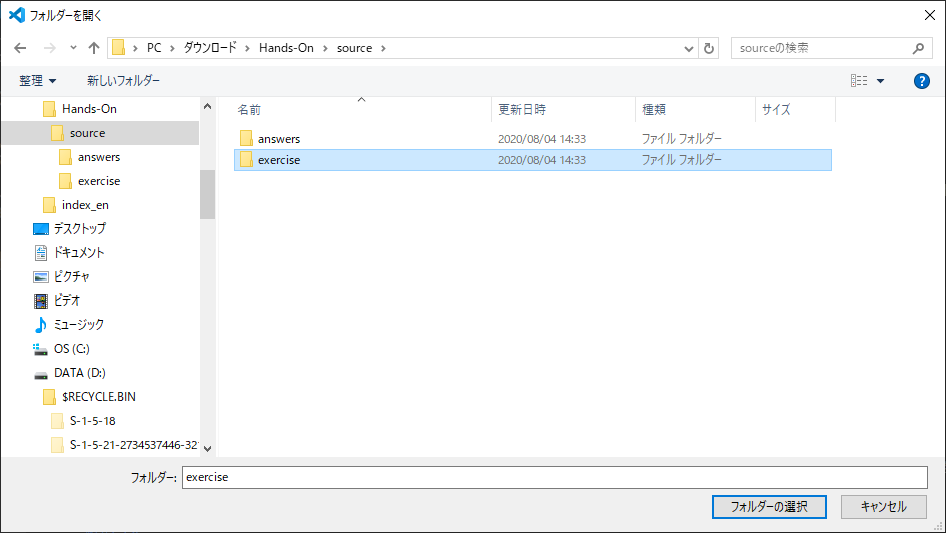 フォルダーを開く
PC › ダウンロード › Hands-On › source ›
sourceの検索
整理 新しいフォルダー
Hands-On
source
answers
exercise
index_en
デスクトップ
ドキュメント
ピクチャ
ビデオ
ミュージック
OS (C:)
DATA (D:)
$RECYCLE.BIN
S-1-5-18
S-1-5-21-2734537446-321
名前 更新日時 種類 サイズ
answers 2020/08/04 14:33 ファイル フォルダー
exercise 2020/08/04 14:33 ファイル フォルダー
フォルダー: exercise
フォルダーの選択 キャンセル